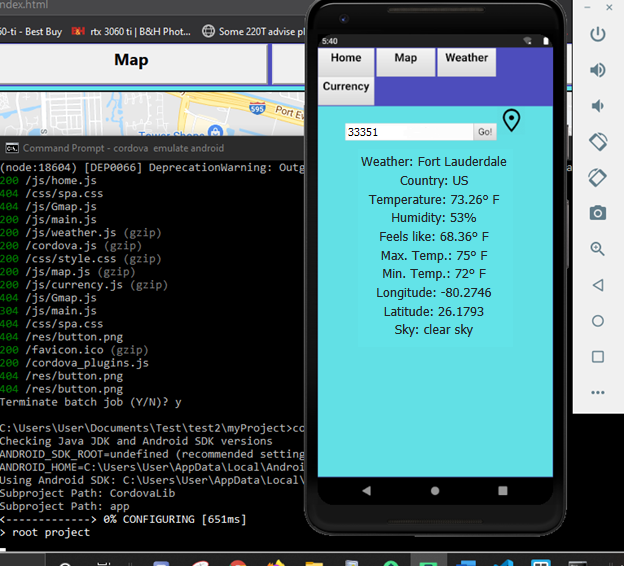 index.html
60-ti - Best Buy
rtx 3060 ti | B&H Phot...
Some 220T advise pl
Map
595
Port Ever
Tower Shops
Command Prompt - cordova emulate android
(node:18604) [DEP0066] DeprecationWarning: Outg
200 /js/home.js
404 /css/spa.css
404 /js/Gmap.js
200 /js/main.js
200 /js/weather.js (gzip)
200 /cordova.js (gzip)
200 /css/style.css (gzip)
200 /js/map.js (gzip)
200 /js/currency.js (gzip)
404 /js/Gmap.js
304 /js/main.js
404 /css/spa.css
404 /res/button.png
200 /favicon.ico (gzip)
200 /cordova_plugins.js
404 /res/button.png
404 /res/button.png
Terminate batch job (Y/N)? y
C:\Users\User\Documents\Test\test2\myProject>co
Checking Java JDK and Android SDK versions
ANDROID_SDK_ROOT=undefined (recommended setting
ANDROID_HOME=C:\Users\User\AppData\Local\Androi
Using Android SDK: C:\Users\User\AppData\Local\
Subproject Path: CordovaLib
Subproject Path: app
<-------------> 0% CONFIGURING [651ms]
> root project
5:40
Home
Map
Weather
Currency
33351
Go!
Weather: Fort Lauderdale
Country: US
Temperature: 73.26º F
Humidity: 53%
Feels like: 68.36º F
Max. Temp.: 75º F
Min. Temp.: 72º F
Longitude: -80.2746
Latitude: 26.1793
Sky: clear sky